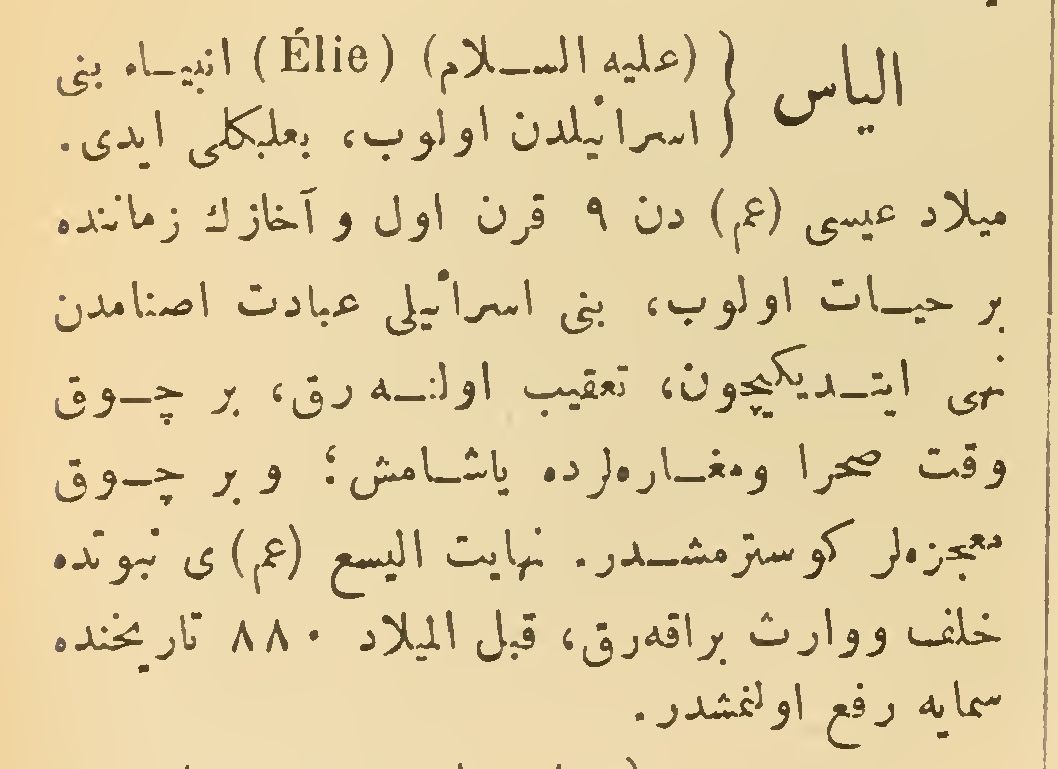 الیاس } (علیه السلام) (Élie) انبیاء بنی
اسرائیلدن اولوب، بعلبکلی ایدی.
میلاد عیسی (عم) دن ۹ قرن اول و آخازك زماننده
بر حیات اولوب، بنی اسرائیلی عبادت اصنامدن
نهی ایتدیکیچون، تعقیب اولنه رق، بر چوق
وقت صحرا ومغاره‌لرده یاشامش؛ و بر چوق
معجزه‌لر کوسترمشدر. نهایت الیسع (عم) ی نبوتده
خلف ووارث براقه‌رق، قبل المیلاد ۸۸۰ تاریخنده
سمایه رفع اولنمشدر.